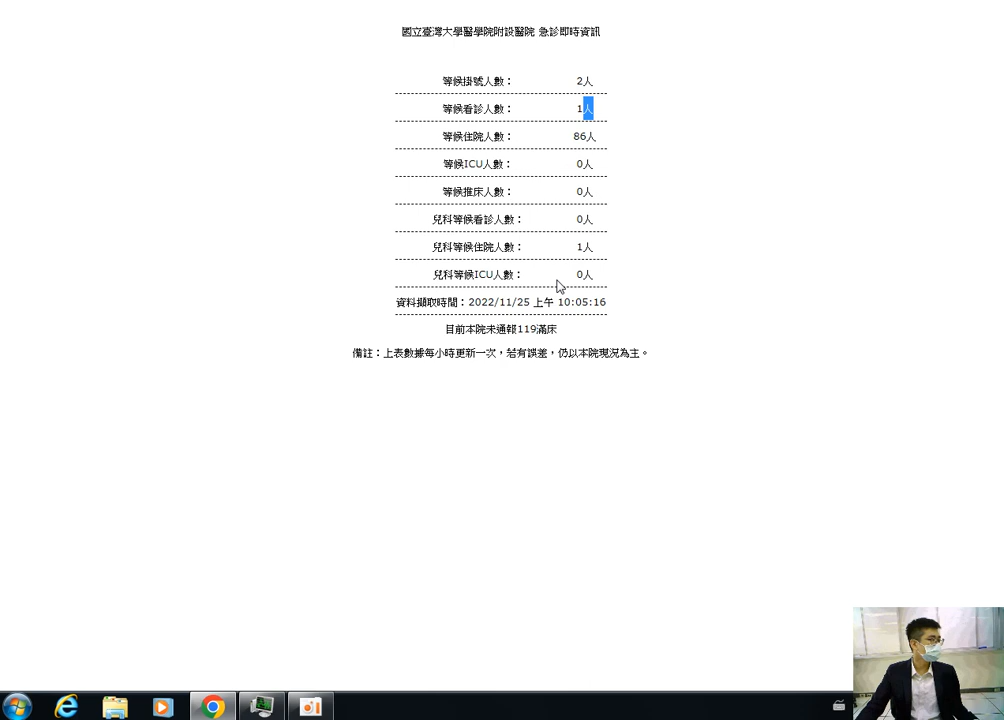 國立臺灣大學醫學院附設醫院 急診即時資訊
等候掛號人數： 2人
等候看診人數： 1人
等候住院人數： 86人
等候ICU人數： 0人
等候推床人數： 0人
兒科等候看診人數： 0人
兒科等候住院人數： 1人
兒科等候ICU人數： 0人
資料擷取時間：2022/11/25 上午 10:05:16
目前本院未通報119滿床
備註：上表數據每小時更新一次，若有誤差，仍以本院現況為主。